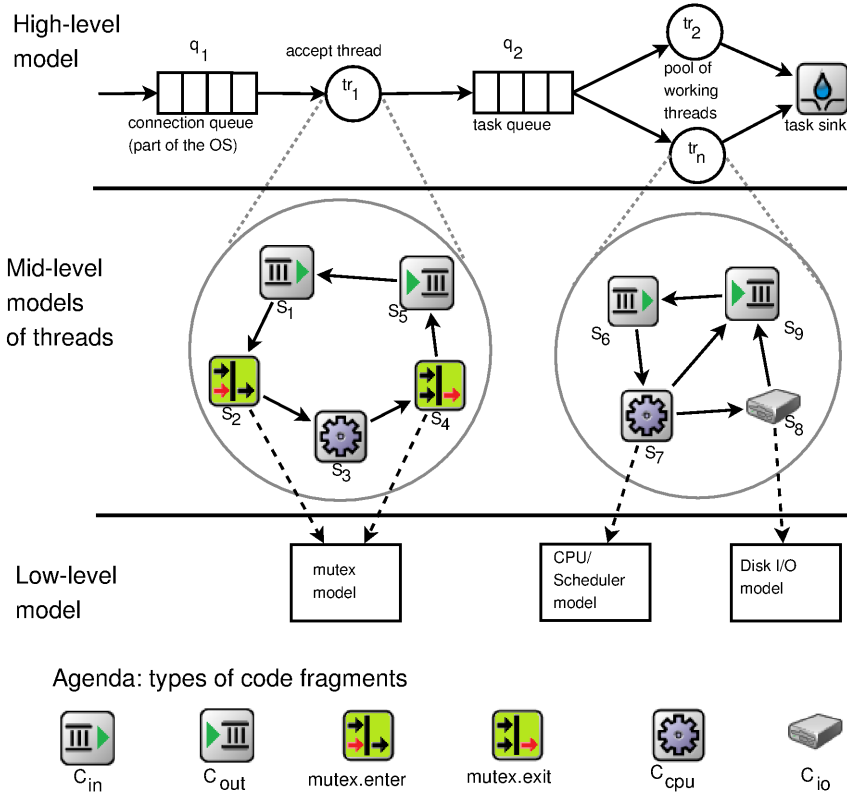 High-level
model
q1
accept thread
tr1
connection queue
(part of the OS)
q2
task queue
tr2
pool of
working
threads
trn
task sink
Mid-level
models
of threads
S1
S5
S2
S4
S3
S6
S9
S7
S8
Low-level
model
mutex
model
CPU/
Scheduler
model
Disk I/O
model
Agenda: types of code fragments
Cin
Cout
mutex.enter
mutex.exit
Ccpu
Cio